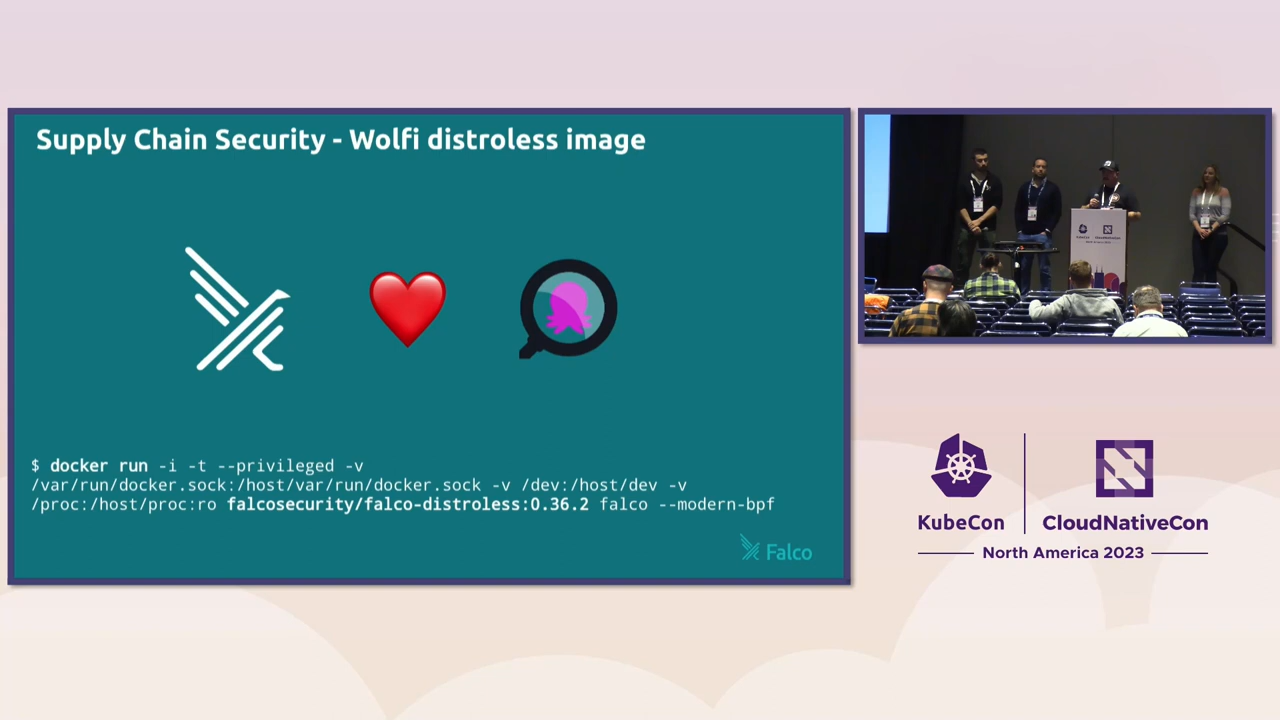 Supply Chain Security - Wolfi distroless image
$ docker run -i -t --privileged -v
/var/run/docker.sock:/host/var/run/docker.sock -v /dev:/host/dev -v
/proc:/host/proc:ro falcosecurity/falco-distroless:0.36.2 falco --modern-bpf
Falco
KubeCon
CloudNativeCon
North America 2023